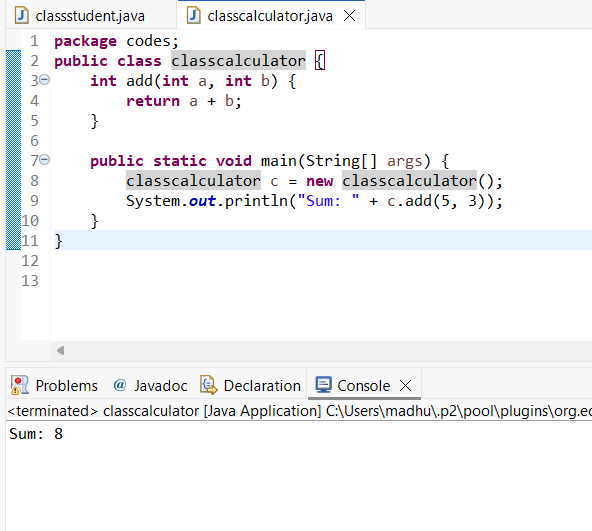 classstudent.java classcalculator.java
1 package codes;
2 public class classcalculator {
3 int add(int a, int b) {
4 return a + b;
5 }
6
7 public static void main(String[] args) {
8 classcalculator c = new classcalculator();
9 System.out.println("Sum: " + c.add(5, 3));
10 }
11 }
12
13
Problems @ Javadoc Declaration Console
<terminated> classcalculator [Java Application] C:\Users\madhu\.p2\pool\plugins\org.ec
Sum: 8